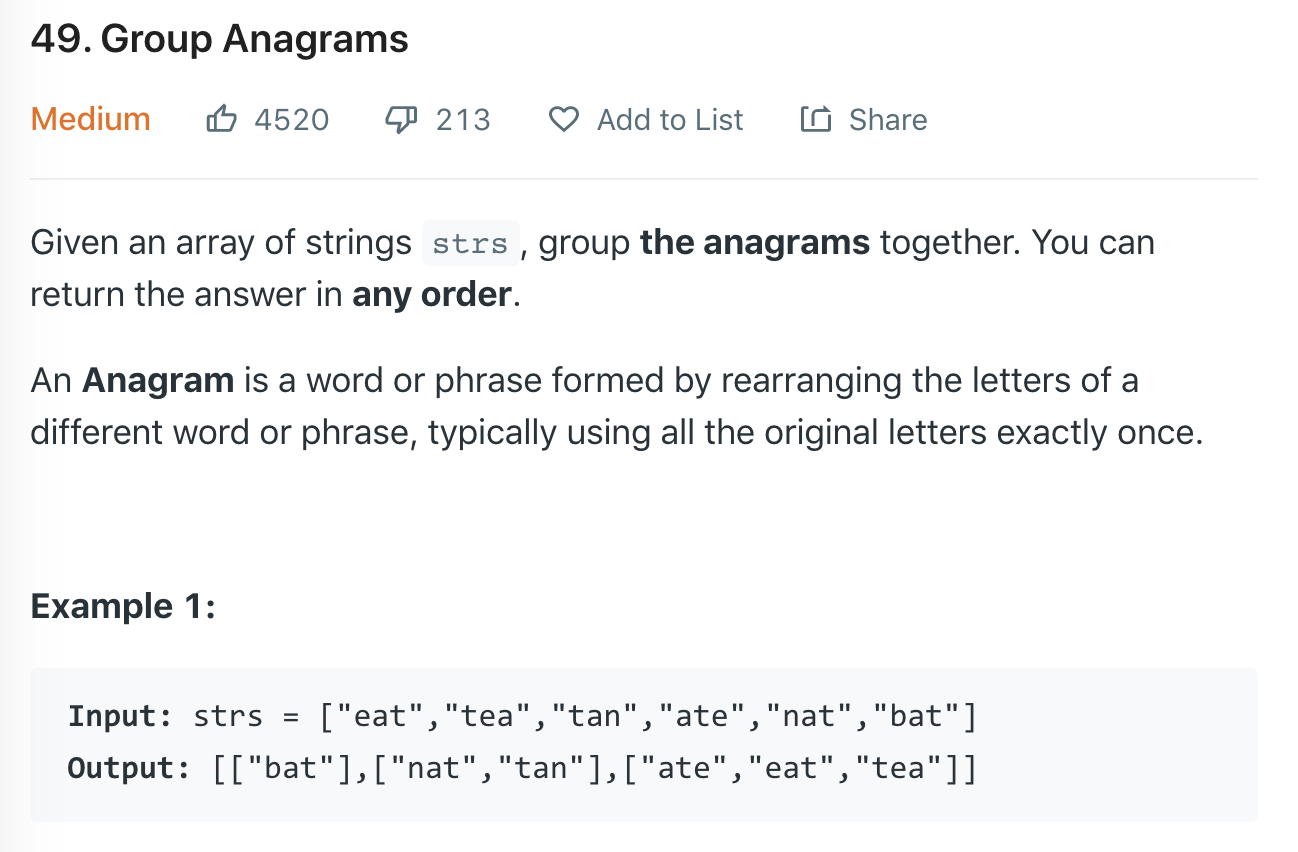 49. Group Anagrams
Medium 4520 213 Add to List Share
Given an array of strings strs, group the anagrams together. You can
return the answer in any order.
An Anagram is a word or phrase formed by rearranging the letters of a
different word or phrase, typically using all the original letters exactly once.
Example 1:
Input: strs = ["eat","tea","tan","ate","nat","bat"]
Output: [["bat"],["nat","tan"],["ate","eat","tea"]]